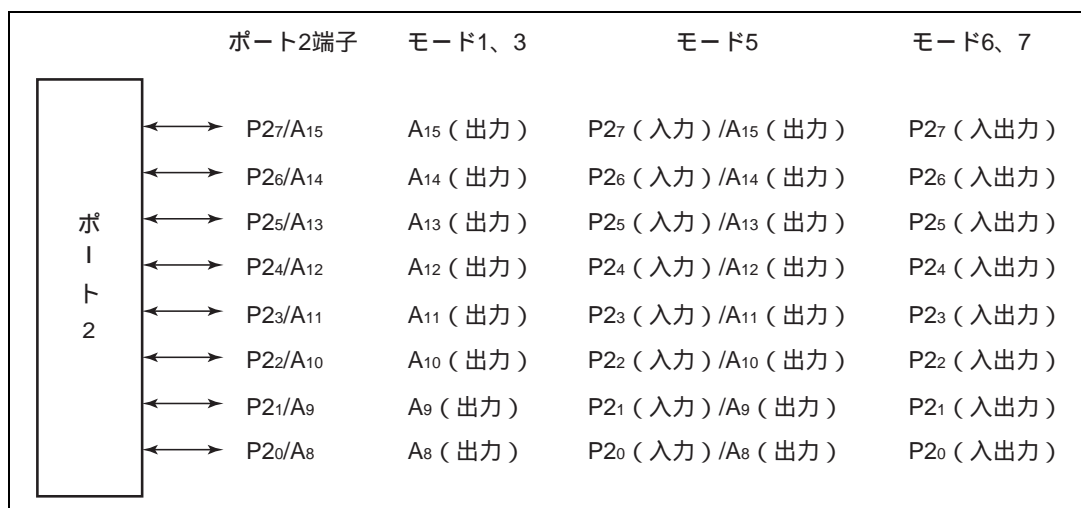 ポート2端子 モード1、3 モード5 モード6、7
P27/A15 A15(出力) P27(入力)/A15(出力) P27(入出力)
P26/A14 A14(出力) P26(入力)/A14(出力) P26(入出力)
P25/A13 A13(出力) P25(入力)/A13(出力) P25(入出力)
P24/A12 A12(出力) P24(入力)/A12(出力) P24(入出力)
P23/A11 A11(出力) P23(入力)/A11(出力) P23(入出力)
P22/A10 A10(出力) P22(入力)/A10(出力) P22(入出力)
P21/A9 A9(出力) P21(入力)/A9(出力) P21(入出力)
P20/A8 A8(出力) P20(入力)/A8(出力) P20(入出力)
ポート2